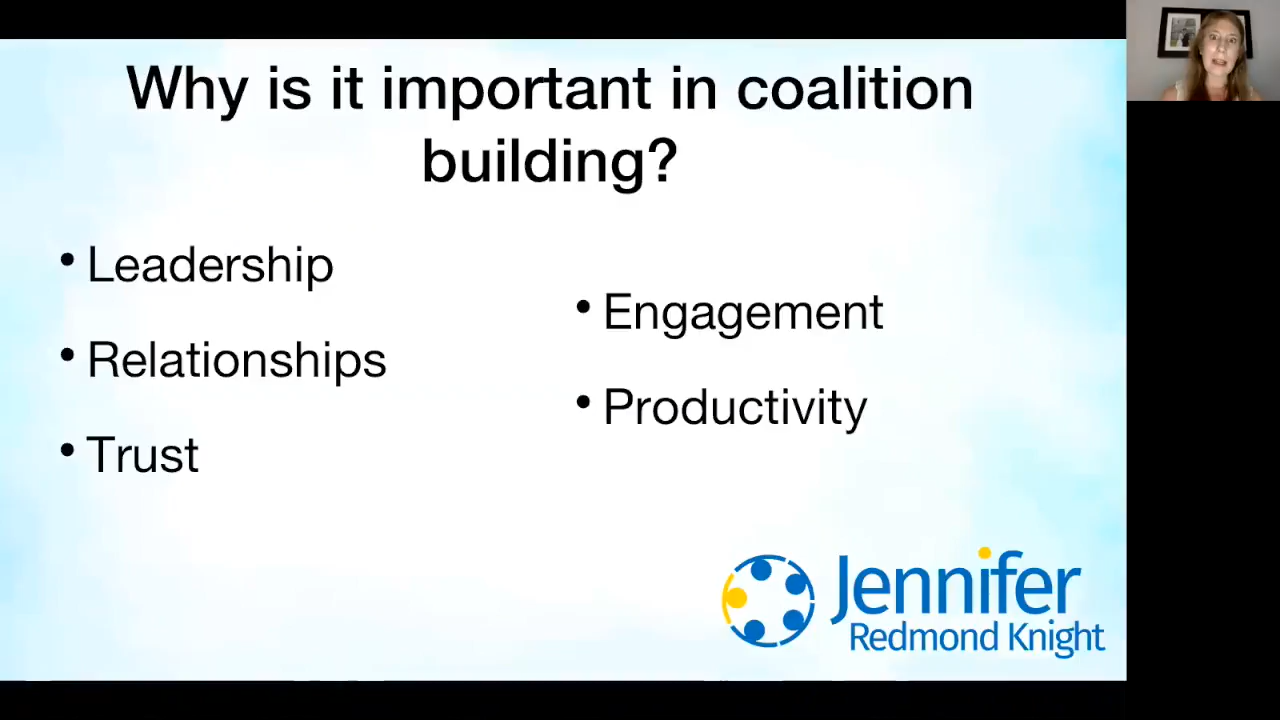 Why is it important in coalition
building?
• Leadership
• Relationships
• Trust
• Engagement
• Productivity
Jennifer
Redmond Knight